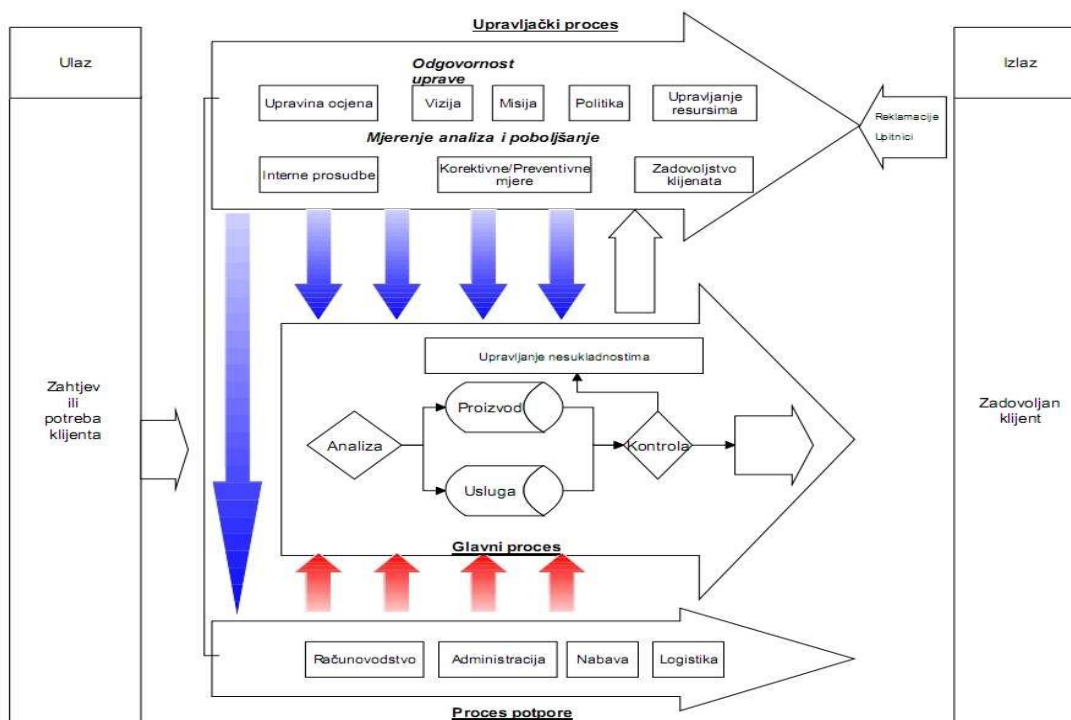 Upravljački proces
Ulaz
Izlaz
Odgovornost
uprave
Upravina ocjena
Vizija
Misija
Politika
Upravljanje
resursima
Reklamacije
Upitnici
Mjerenje analiza i poboljšanje
Interne prosudbe
Korektivne/Preventivne
mjere
Zadovoljstvo
klijenata
Upravljanje nesukladnostima
Zahtjev
ili
potreba
klijenta
Proizvod
Analiza
Kontrola
Usluga
Zadovoljan
klijent
Glavni proces
Računovodstvo
Administracija
Nabava
Logistika
Proces potpore